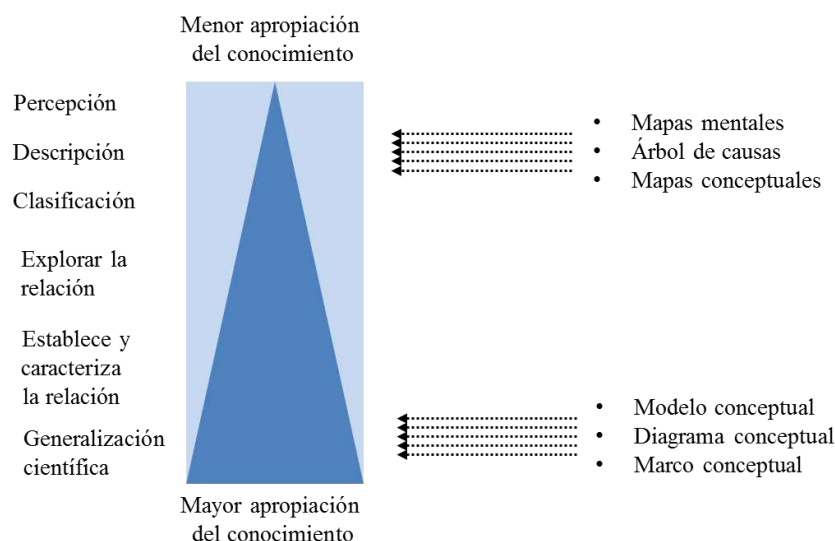 Menor apropiación
del conocimiento
Percepción
Descripción
Clasificación
Explorar la
relación
Establece y
caracteriza
la relación
Generalización
científica
• Mapas mentales
• Árbol de causas
• Mapas conceptuales
• Modelo conceptual
• Diagrama conceptual
• Marco conceptual
Mayor apropiación
del conocimiento